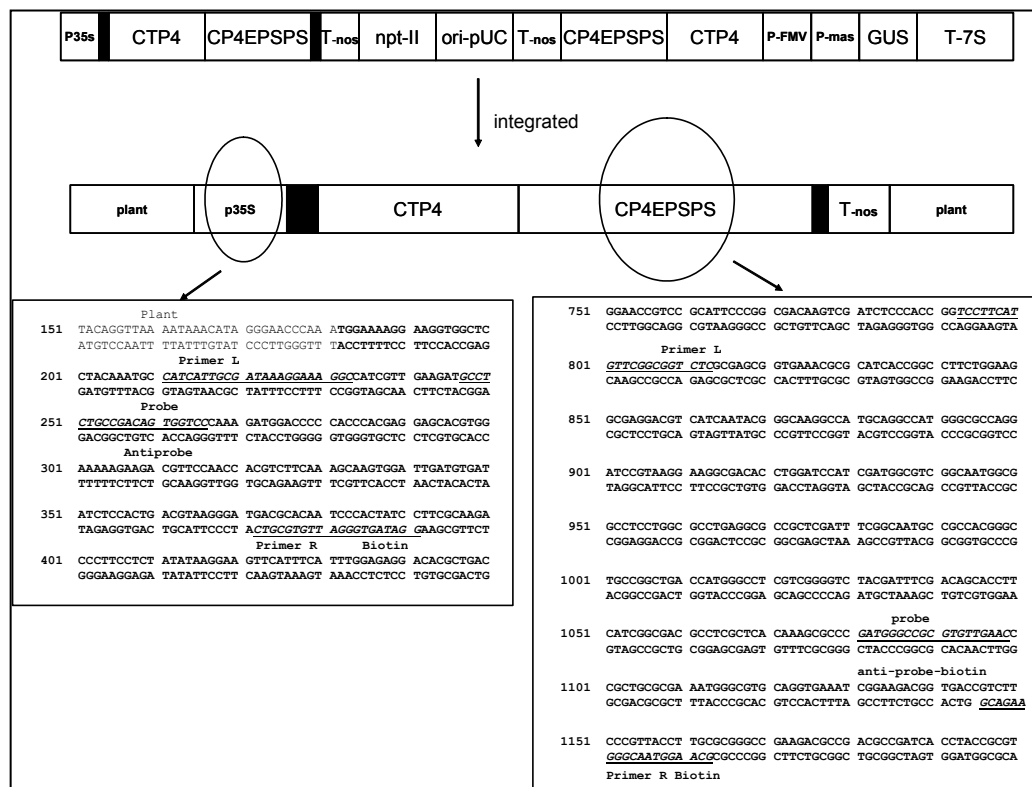 P35s CTP4 CP4EPSPS T-nos npt-II ori-pUC T-nos CP4EPSPS CTP4 P-FMV P-mas GUS T-7S
integrated
plant p35S CTP4 CP4EPSPS T-nos plant
Plant
151 TACAGGTTAA AATAAACATA GGGAACCCAA ATGGAAAAGG AAGGTGGCTC
ATGTCCAATT TTATTTGTAT CCCTTGGGTT TACCTTTTCC TTCCACCGAG
Primer L
201 CTACAAATGC CATCATTGCG ATAAAGGAAA GGCCATCGTT GAAGATGCCT
GATGTTTACG GTAGTAACGC TATTTCCTTT CCGGTAGCAA CTTCTACGGA
Probe
251 CTGCCGACAG TGGTCCCAAA GATGGACCCC CACCCACGAG GAGCACGTGG
GACGGCTGTC ACCAGGGTTT CTACCTGGGG GTGGGTGCTC CTCGTGCACC
Antiprobe
301 AAAAAGAAGA CGTTCCAACC ACGTCTTCAA AGCAAGTGGA TTGATGTGAT
TTTTTCTTCT GCAAGGTTGG TGCAGAAGTT TCGTTCACCT AACTACACTA
351 ATCTCCACTG ACGTAAGGGA TGACGCACAA TCCCACTATC CTTCGCAAGA
TAGAGGTGAC TGCATTCCCT ACTGCGTGTT AGGGTGATAGG AAGCGTTCT
Primer R Biotin
401 CCCTTCCTCT ATATAAGGAA GTTCATTTCA TTTGGAGAGG ACACGCTGAC
GGGAAGGAGA TATATTCCTT CAAGTAAAGT AAACCTCTCC TGTGCGACTG
751 GGAACCGTCC GCATTCCCGG CGACAAGTCG ATCTCCCACC GGTCCTTCAT
CCTTGGCAGG CGTAAGGGCC GCTGTTCAGC TAGAGGGTGG CCAGGAAGTA
Primer L
801 GTTCGGCGGT CTCGCGAGCG GTGAAACGCG CATCACCGGC CTTCTGGAAG
CAAGCCGCCA GAGCGCTCGC CACTTTGCGC GTAGTGGCCG GAAGACCTTC
851 GCGAGGACGT CATCAATACG GGCAAGGCCA TGCAGGCCAT GGGCGCCAGG
CGCTCCTGCA GTAGTTATGC CCGTTCCGGT ACGTCCGGTA CCCGCGGTCC
901 ATCCGTAAGG AAGGCGACAC CTGGATCCAT CGATGGCGTC GGCAATGGCG
TAGGCATTCC TTCCGCTGTG GACCTAGGTA GCTACCGCAG CCGTTACCGC
951 GCCTCCTGGC GCCTGAGGCG CCGCTCGATT TCGGCAATGC CGCCACGGGC
CGGAGGACCG CGGACTCCGC GGCGAGCTAA AGCCGTTACG GCGGTGCCCG
1001 TGCCGGCTGA CCATGGGCCT CGTCGGGGTC TACGATTTCG ACAGCACCTT
ACGGCCGACT GGTACCCGGA GCAGCCCCAG ATGCTAAAGC TGTCGTGGAA
probe
1051 CATCGGCGAC GCCTCGCTCA CAAAGCGCCC GATGGGCCGC GTGTTGAACC
GTAGCCGCTG CGGAGCGAGT GTTTCGCGGG CTACCCGGCG CACAACTTGG
anti-probe-biotin
1101 CGCTGCGCGA AATGGGCGTG CAGGTGAAAT CGGAAGACGG TGACCGTCTT
GCGACGCGCT TTACCCGCAC GTCCACTTTA GCCTTCTGCC ACTG GCAGAA
1151 CCCGTTACCTT GCGCGGGCC GAAGACGCCG ACGCCGATCA CCTACCGCGT
GGGCAATGGA ACGCGCCCGG CTTCTGCGGC TGCGGCTAGT GGATGGCGCA
Primer R Biotin